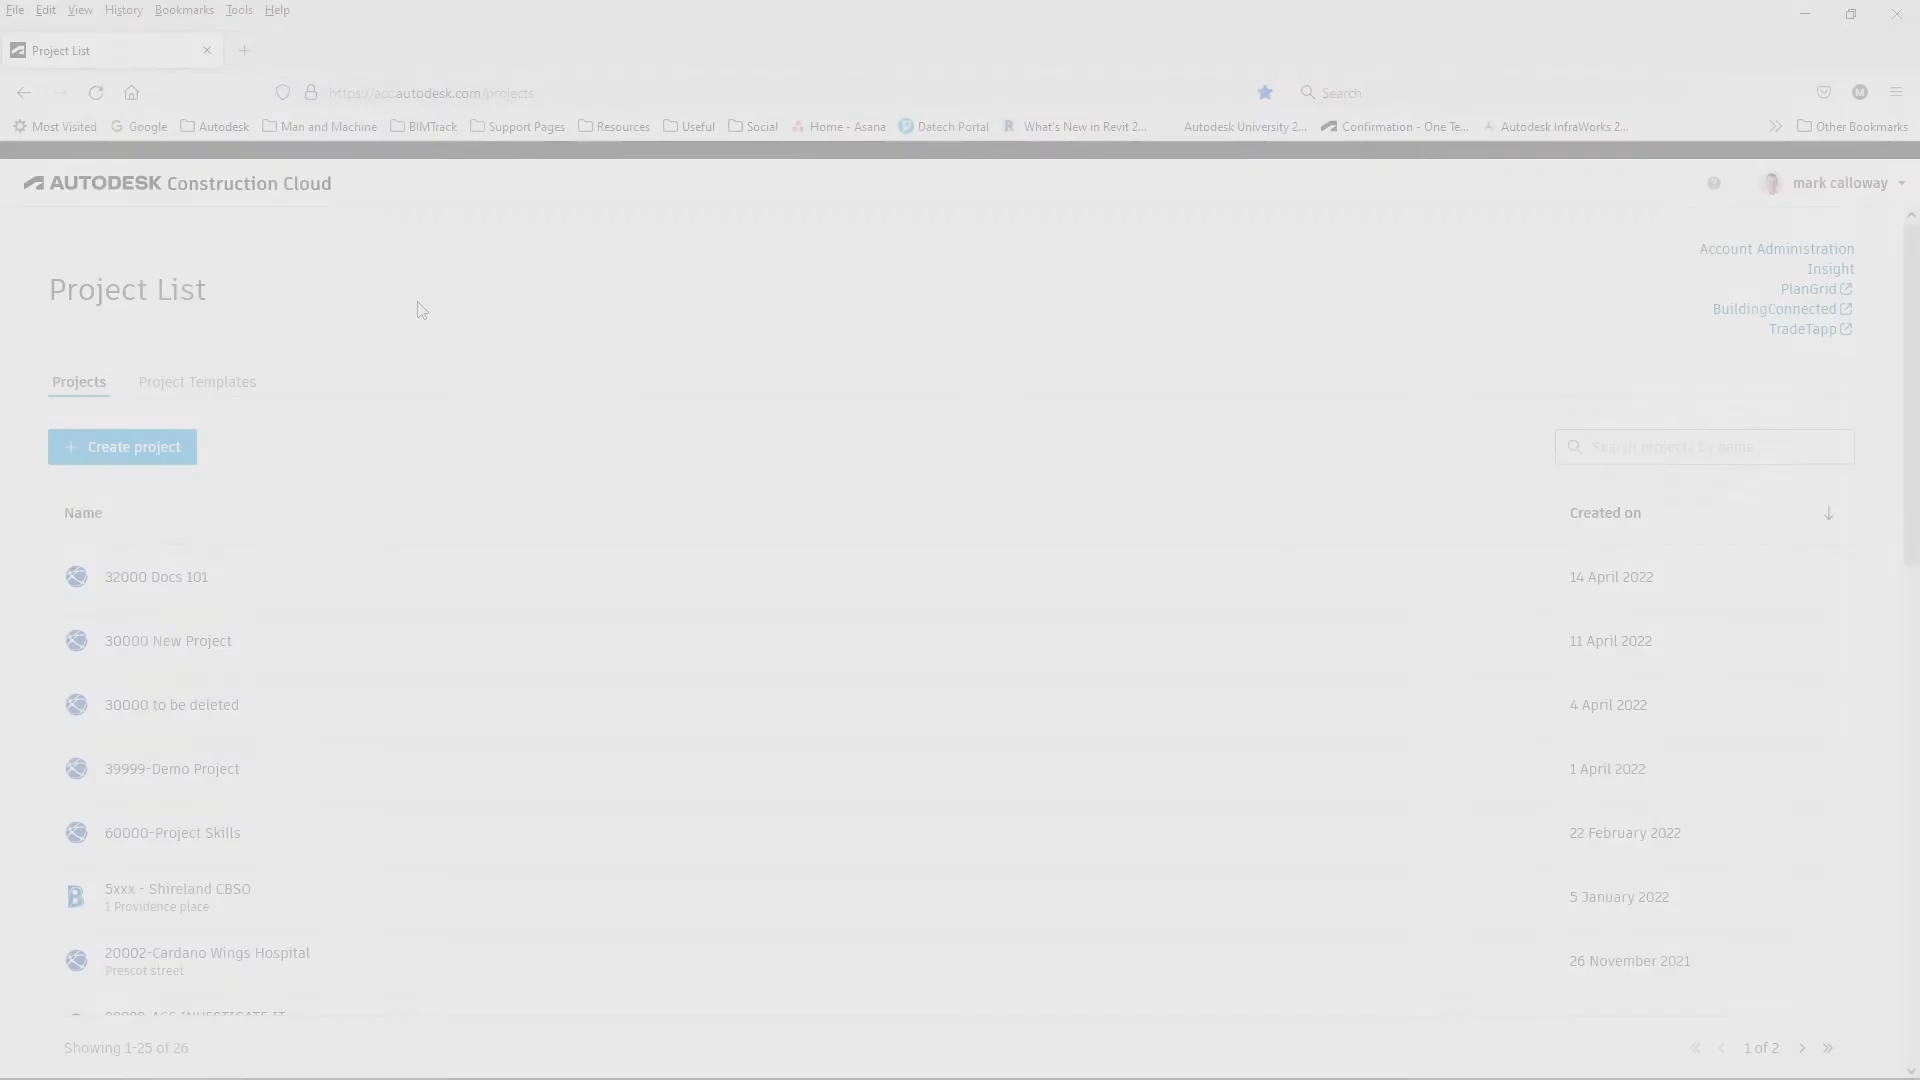 File Edit View History Bookmarks Tools Help
Project List
https://acc.autodesk.com/projects
Search
Most Visited Google Autodesk Man and Machine BIMTrack Support Pages Resources Useful Social Home - Asana Datech Portal What's New in Revit 2... Autodesk University 2... Confirmation - One Te... Autodesk InfraWorks 2... Other Bookmarks
AUTODESK Construction Cloud
mark calloway
Account Administration
Insight
PlanGrid
BuildingConnected
TradeTapp
Project List
Projects Project Templates
+ Create project
Search projects by name
Name Created on
32000 Docs 101 14 April 2022
30000 New Project 11 April 2022
30000 to be deleted 4 April 2022
39999-Demo Project 1 April 2022
60000-Project Skills 22 February 2022
5xxx - Shireland CBSO 5 January 2022
1 Providence place
20002-Cardano Wings Hospital 26 November 2021
Prescot street
Showing 1-25 of 26
1 of 2